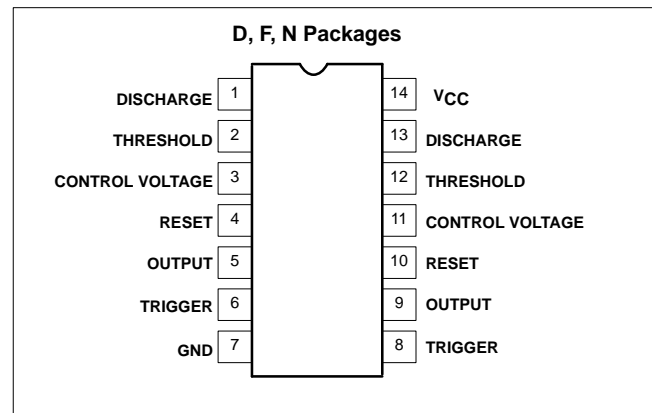 D, F, N Packages
DISCHARGE 1 14 VCC
THRESHOLD 2 13 DISCHARGE
CONTROL VOLTAGE 3 12 THRESHOLD
RESET 4 11 CONTROL VOLTAGE
OUTPUT 5 10 RESET
TRIGGER 6 9 OUTPUT
GND 7 8 TRIGGER